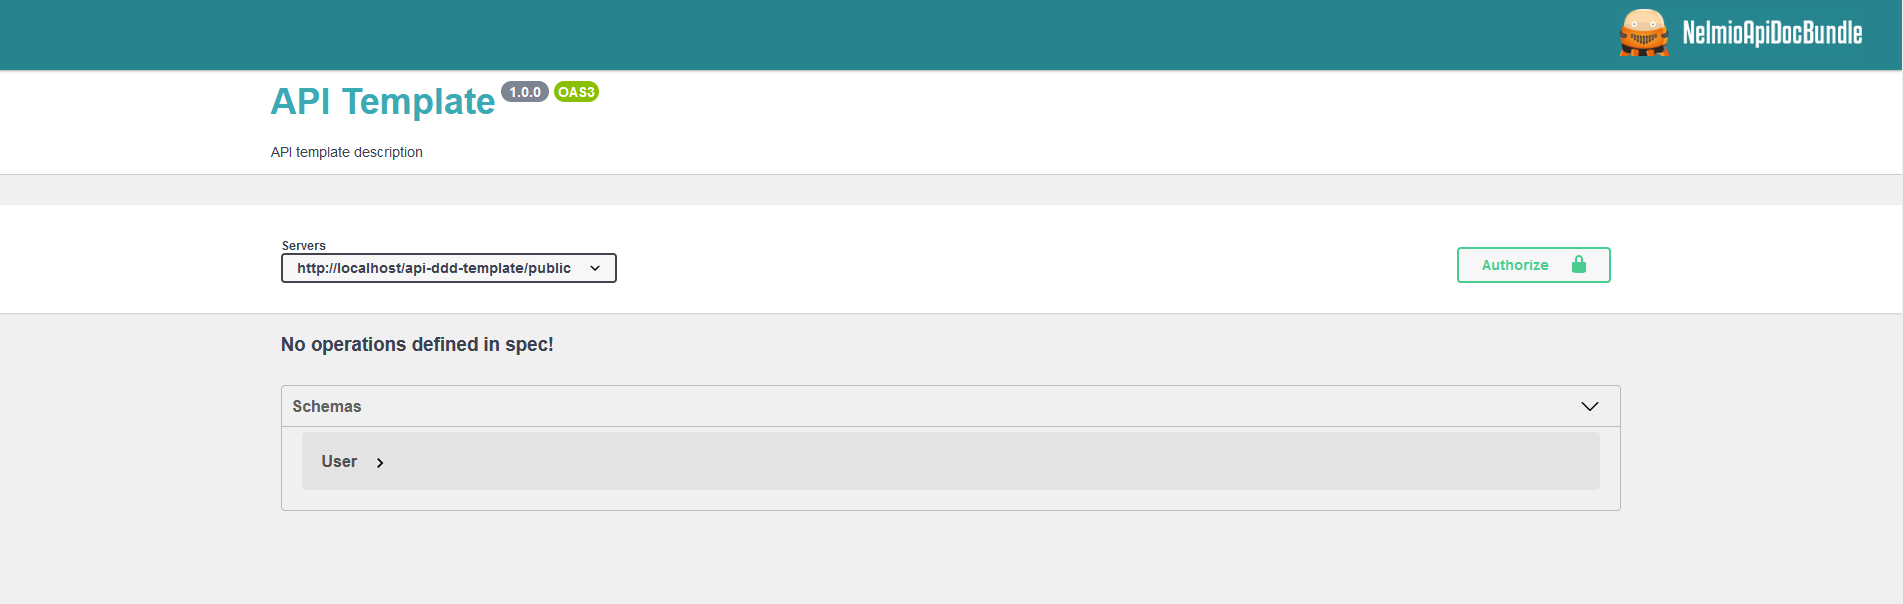 NelmioApiDocBundle
API Template 1.0.0 OAS3
API template description
Servers
http://localhost/api-ddd-template/public
Authorize
No operations defined in spec!
Schemas
User